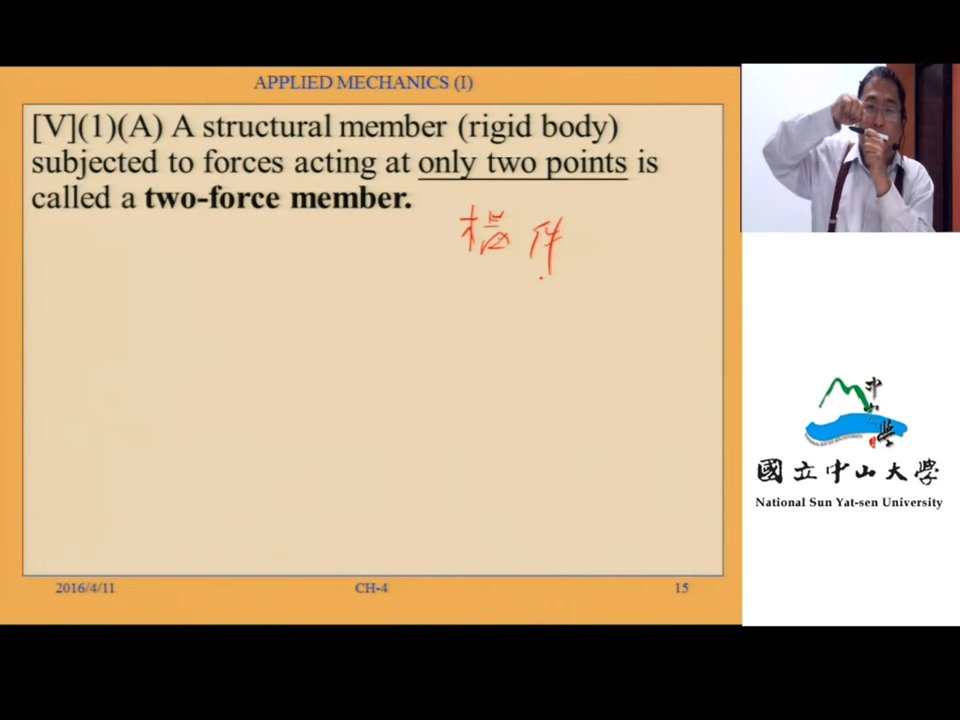 APPLIED MECHANICS (I)
[V](1)(A) A structural member (rigid body)
subjected to forces acting at only two points is
called a two-force member.
件
2016/4/11
CH-4
15
國立中山大學
National Sun Yat-sen University